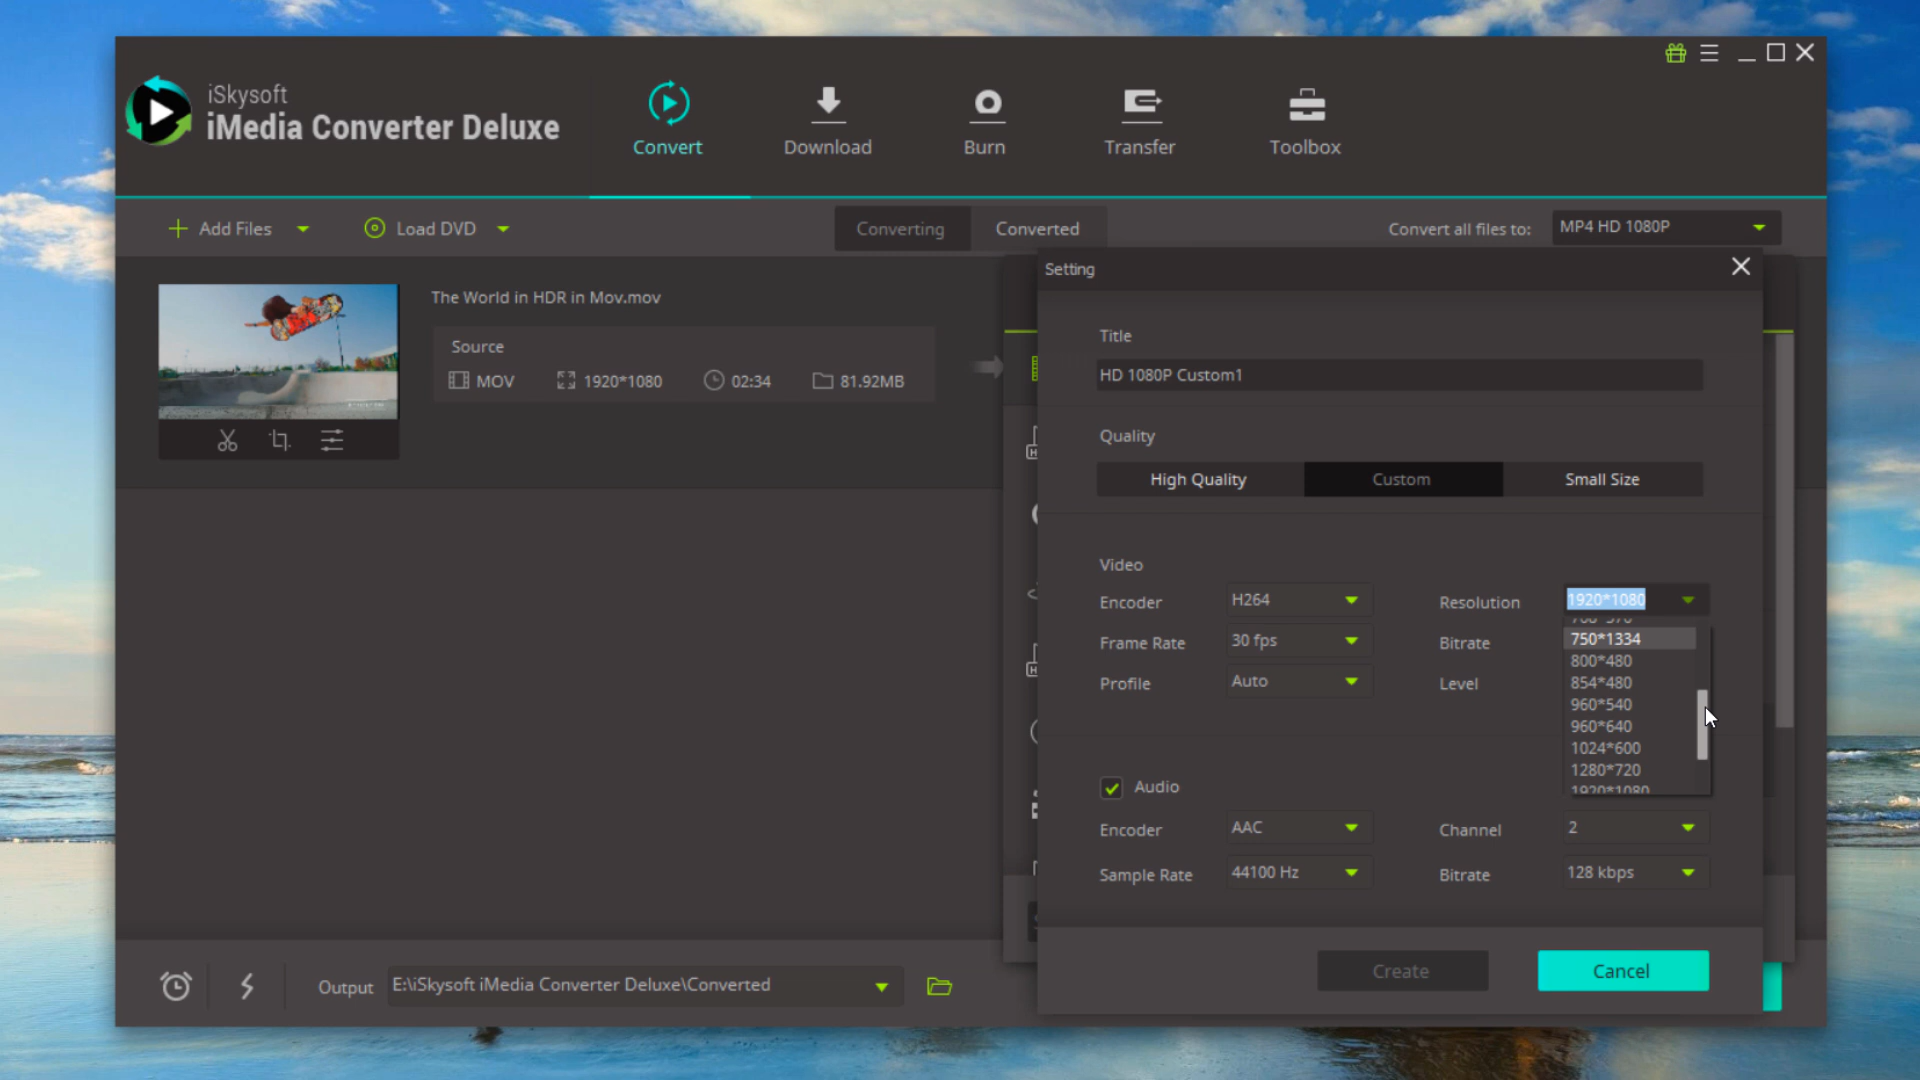 iSkysoft
iMedia Converter Deluxe
Convert
Download
Burn
Transfer
Toolbox
Add Files
Load DVD
Converting
Converted
Convert all files to:
MP4 HD 1080P
Setting
The World in HDR in Mov.mov
Source
MOV
1920*1080
02:34
81.92MB
Title
HD 1080P Custom1
Quality
High Quality
Custom
Small Size
Video
Encoder
H264
Resolution
1920*1080
Frame Rate
30 fps
Bitrate
750*1334
800*480
Profile
Auto
Level
854*480
960*540
960*640
1024*600
1280*720
1920*1080
Audio
Encoder
AAC
Channel
2
Sample Rate
44100 Hz
Bitrate
128 kbps
Create
Cancel
Output
E:\iSkysoft iMedia Converter Deluxe\Converted